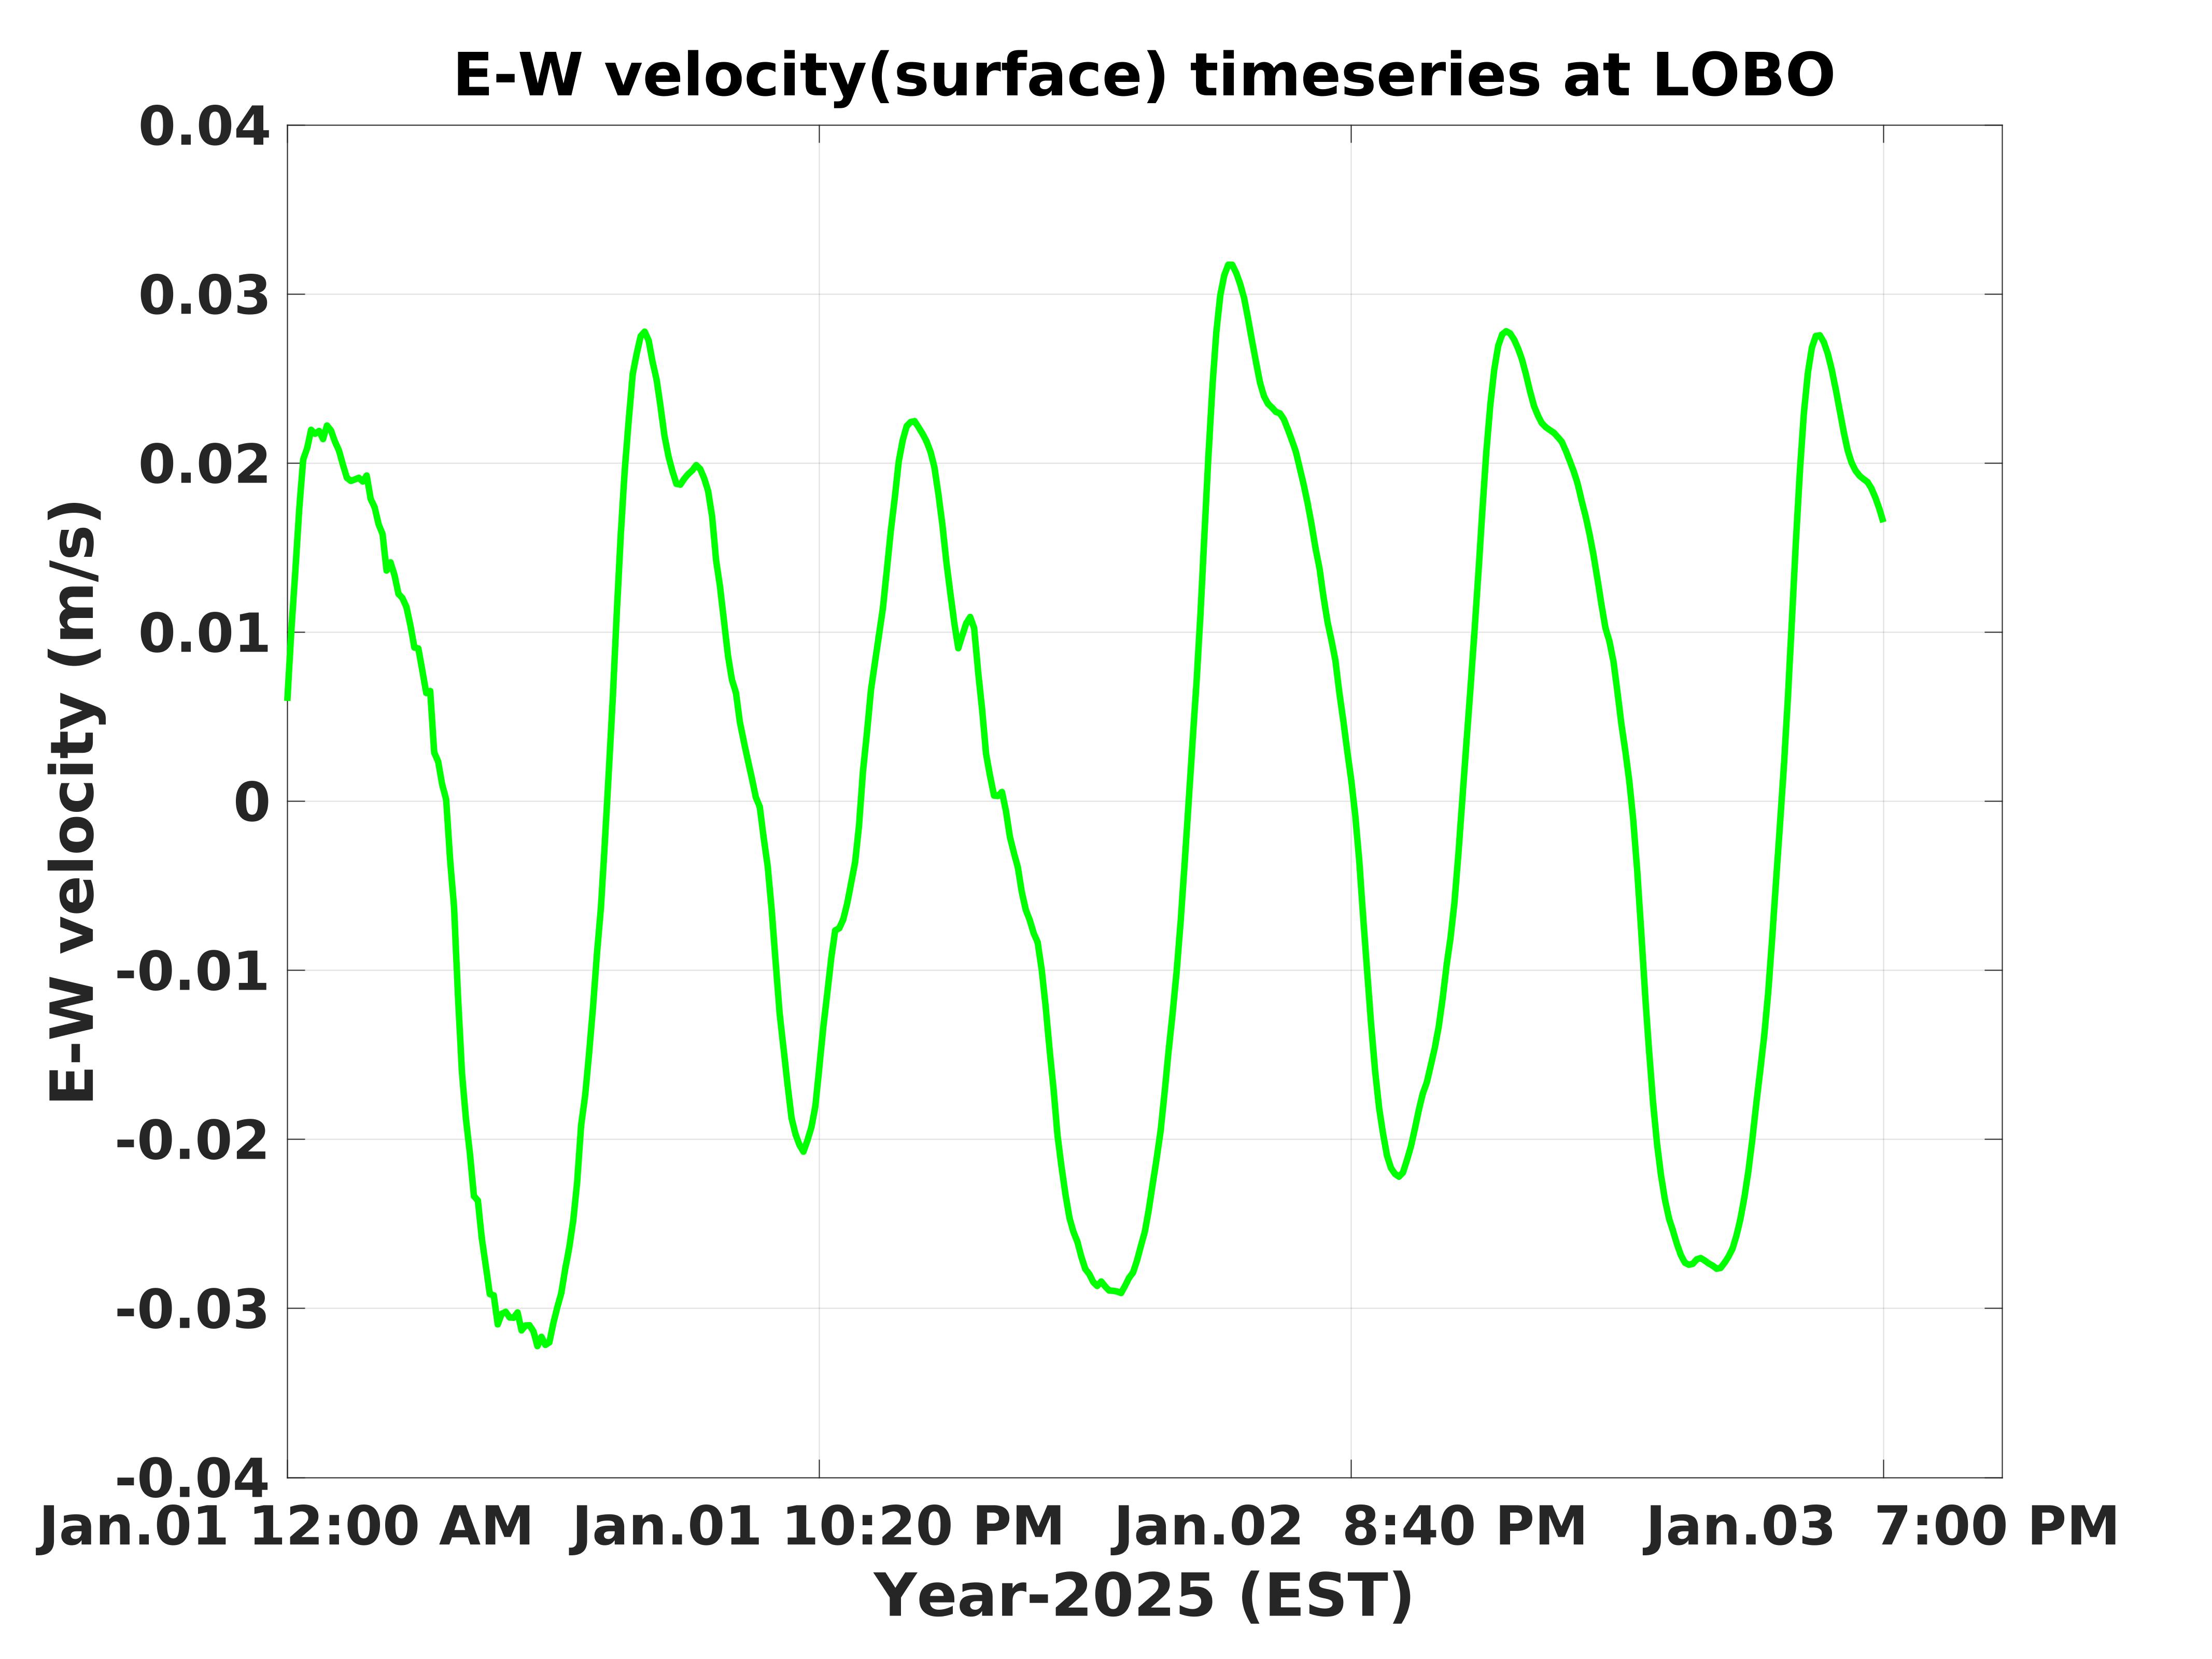 E-W velocity(surface) timeseries at LOBO
0.04
0.03
0.02
0.01
0
-0.01
-0.02
-0.03
-0.04
E-W velocity (m/s)
Jan.01 12:00 AM Jan.01 10:20 PM Jan.02 8:40 PM Jan.03 7:00 PM
Year-2025 (EST)